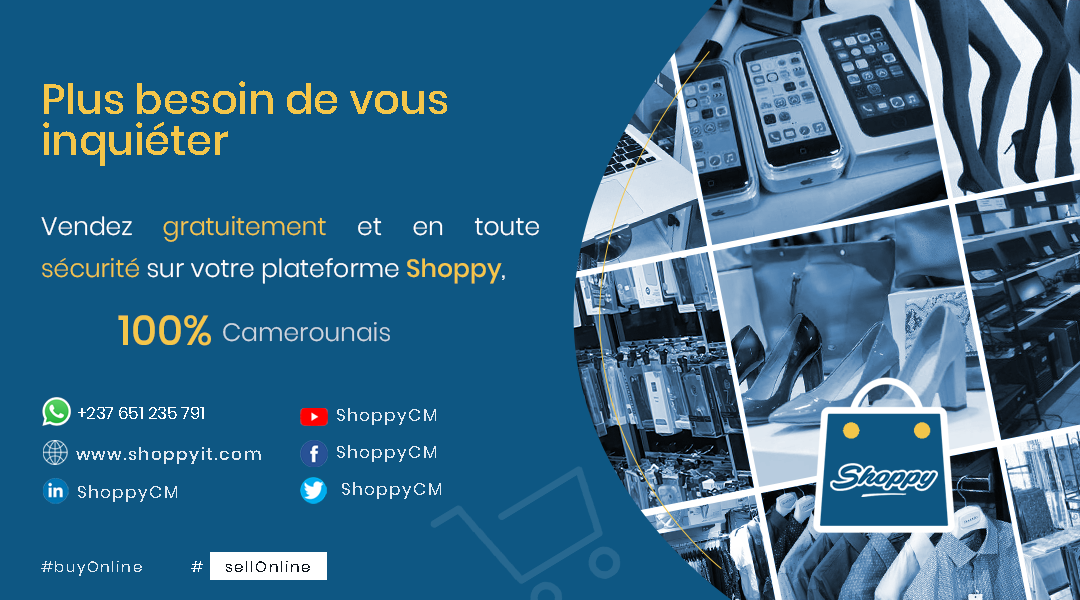 Plus besoin de vous
inquiéter
Vendez gratuitement et en toute
sécurité sur votre plateforme Shoppy,
100% Camerounais
+237 651 235 791
ShoppyCM
www.shoppyit.com
ShoppyCM
ShoppyCM
ShoppyCM
#buyOnline
# sellOnline
Shoppy